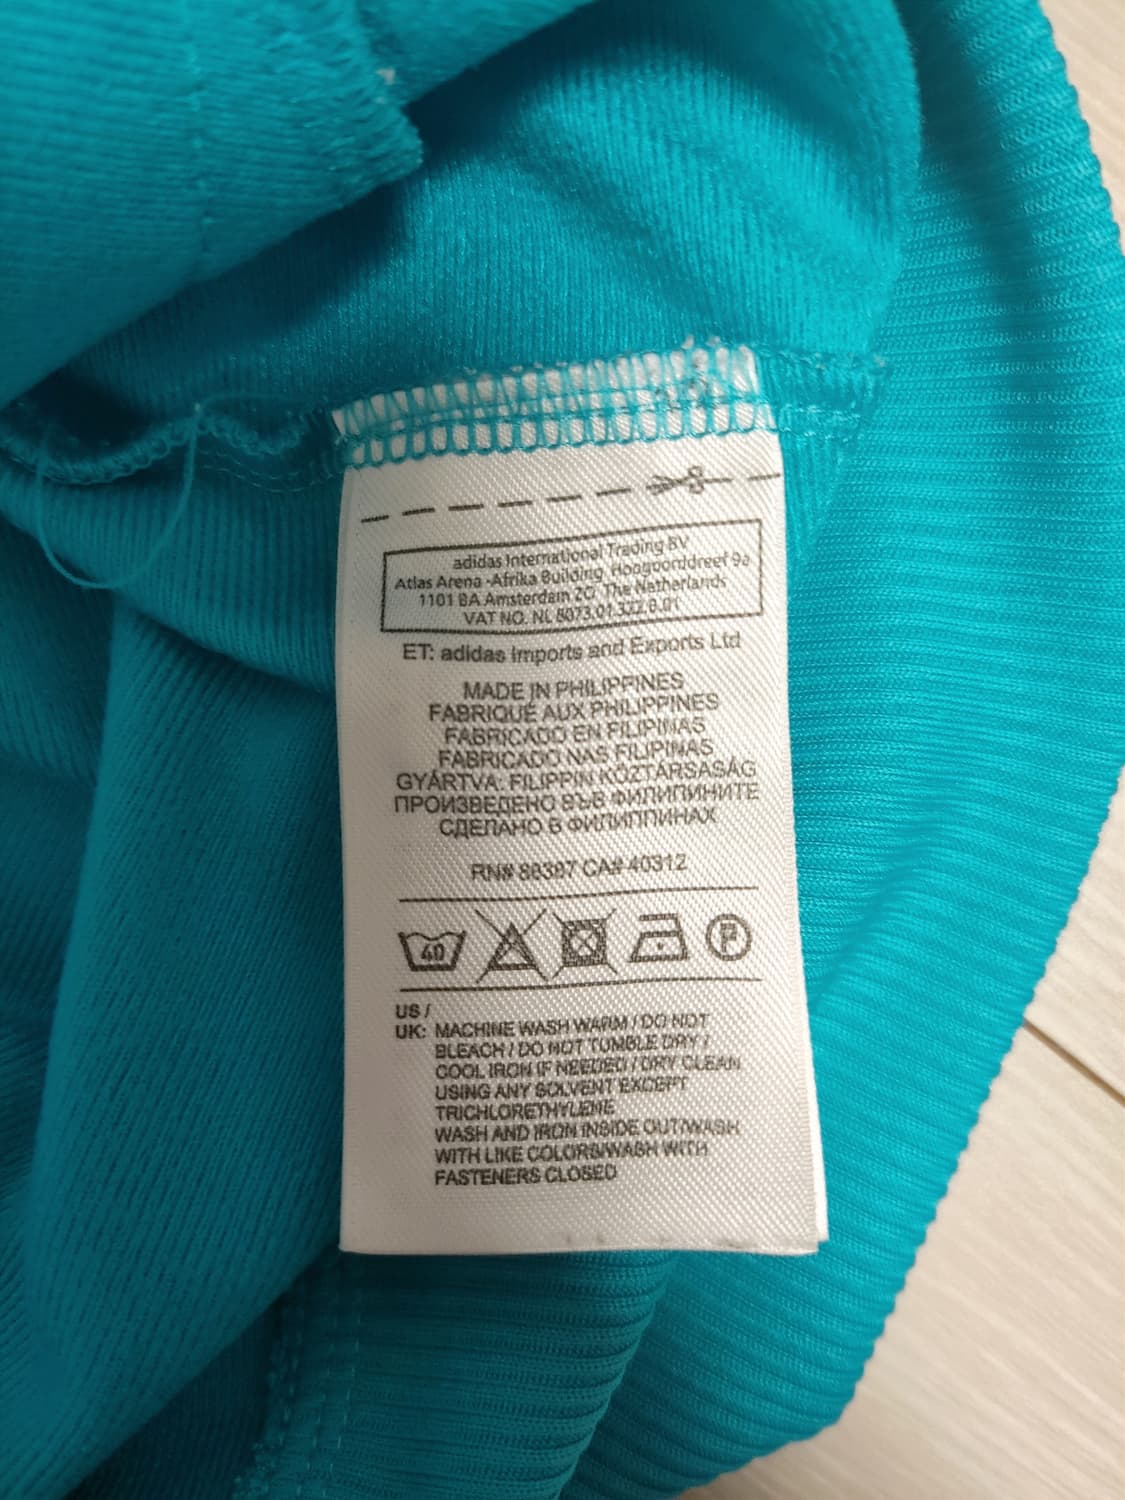 adidas International Trading BV
Atlas Arena -Afrika Building, Hoogoorddreef 9a
1101 BA Amsterdam ZO The Netherlands
VAT NO. NL 8073.01.322.B.01
ET: adidas Imports and Exports Ltd
MADE IN PHILIPPINES
FABRIQUÉ AUX PHILIPPINES
FABRICADO EN FILIPINAS
FABRICADO NAS FILIPINAS
GYÁRTVA: FILIPPIN KÖZTÁRSASÁG
ПРОИЗВЕДЕНО ВЪВ ФИЛИПИНИТЕ
СДЕЛАНО В ФИЛИППИНАХ
RN# 88387 CA# 40312
40 P
US /
UK: MACHINE WASH WARM / DO NOT
BLEACH / DO NOT TUMBLE DRY /
COOL IRON IF NEEDED / DRY CLEAN
USING ANY SOLVENT EXCEPT
TRICHLORETHYLENE
WASH AND IRON INSIDE OUT/WASH
WITH LIKE COLORS/WASH WITH
FASTENERS CLOSED